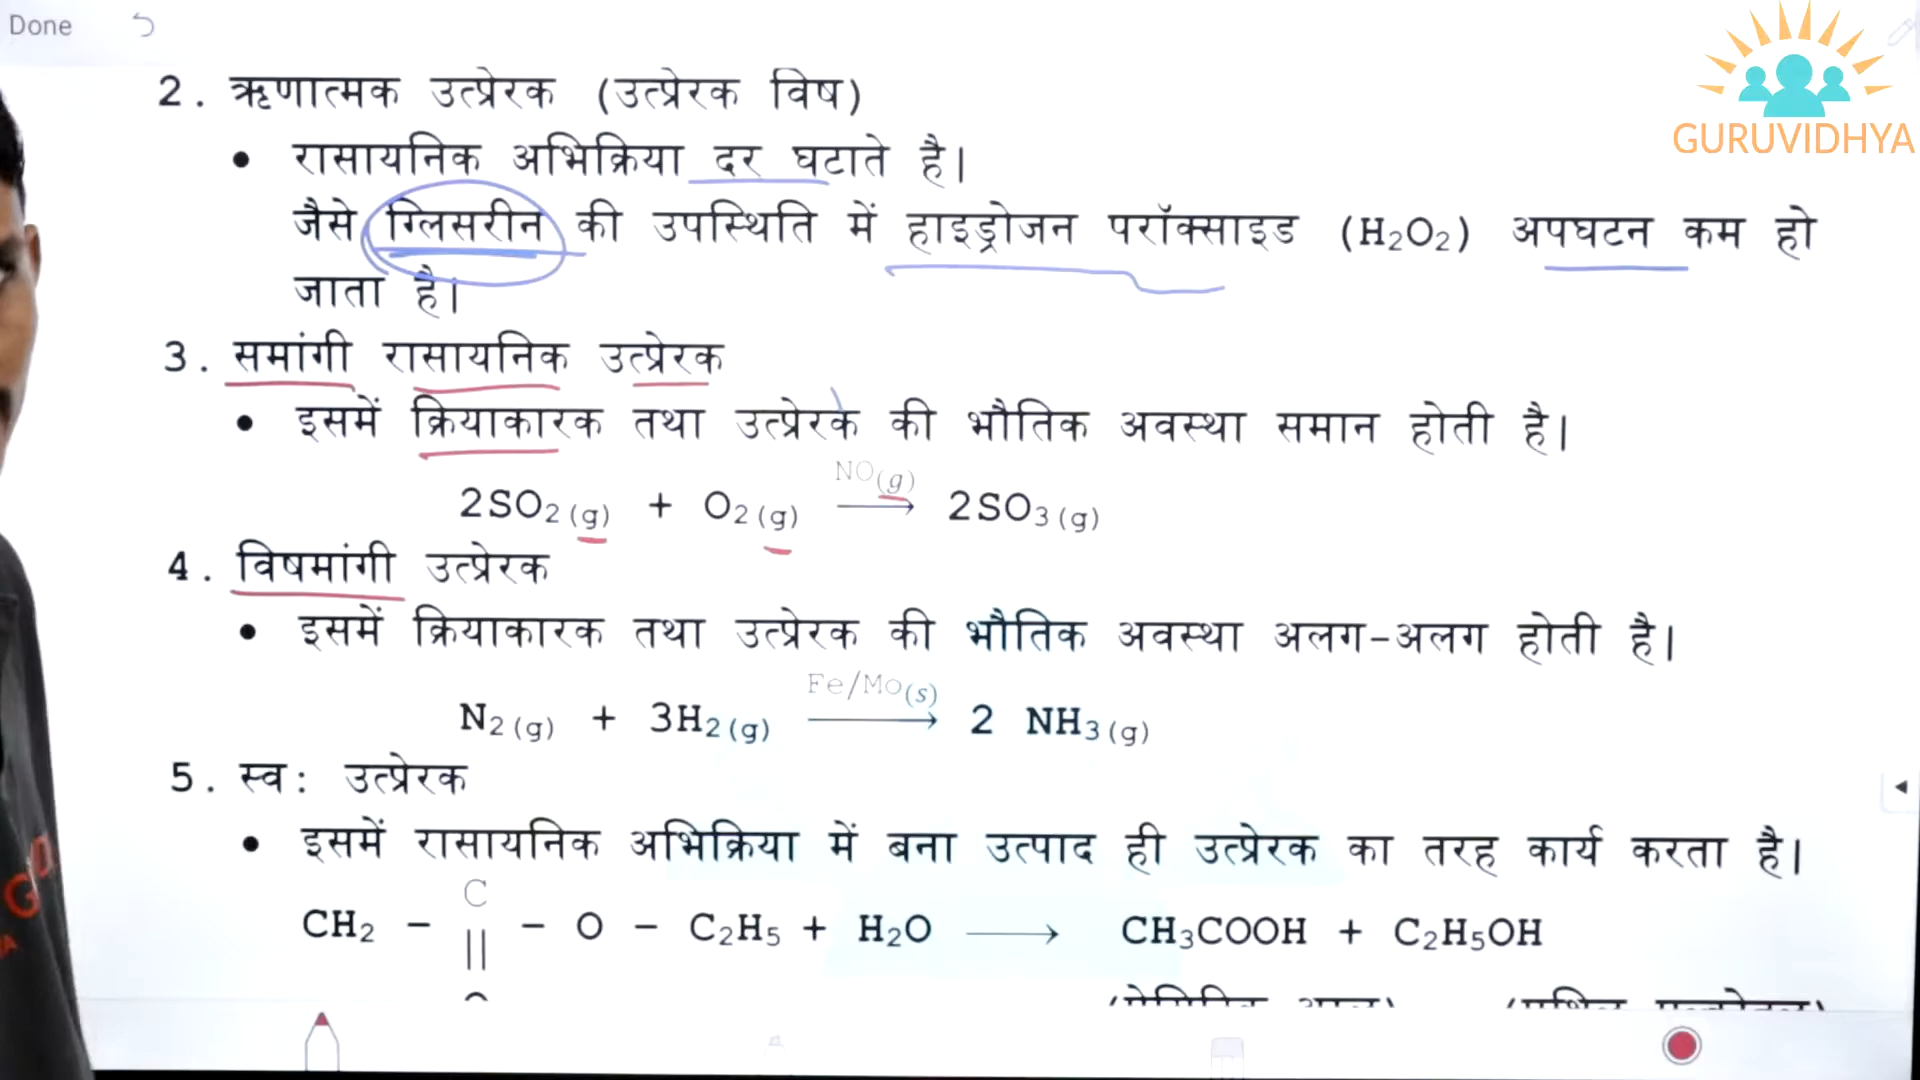 Done
GURUVIDHYA
2. ऋणात्मक उत्प्रेरक (उत्प्रेरक विष)
• रासायनिक अभिक्रिया दर घटाते है।
जैसे ग्लिसरीन की उपस्थिति में हाइड्रोजन परॉक्साइड (H₂O₂) अपघटन कम हो
जाता है।
3. समांगी रासायनिक उत्प्रेरक
• इसमें क्रियाकारक तथा उत्प्रेरक की भौतिक अवस्था समान होती है।
NO(g)
2SO₂(g) + O₂(g) ⟶ 2SO₃(g)
4. विषमांगी उत्प्रेरक
• इसमें क्रियाकारक तथा उत्प्रेरक की भौतिक अवस्था अलग-अलग होती है।
Fe/Mo(s)
N₂(g) + 3H₂(g) ⟶ 2 NH₃(g)
5. स्व: उत्प्रेरक
• इसमें रासायनिक अभिक्रिया में बना उत्पाद ही उत्प्रेरक का तरह कार्य करता है।
C
CH₂ - || - O - C₂H₅ + H₂O ⟶ CH₃COOH + C₂H₅OH